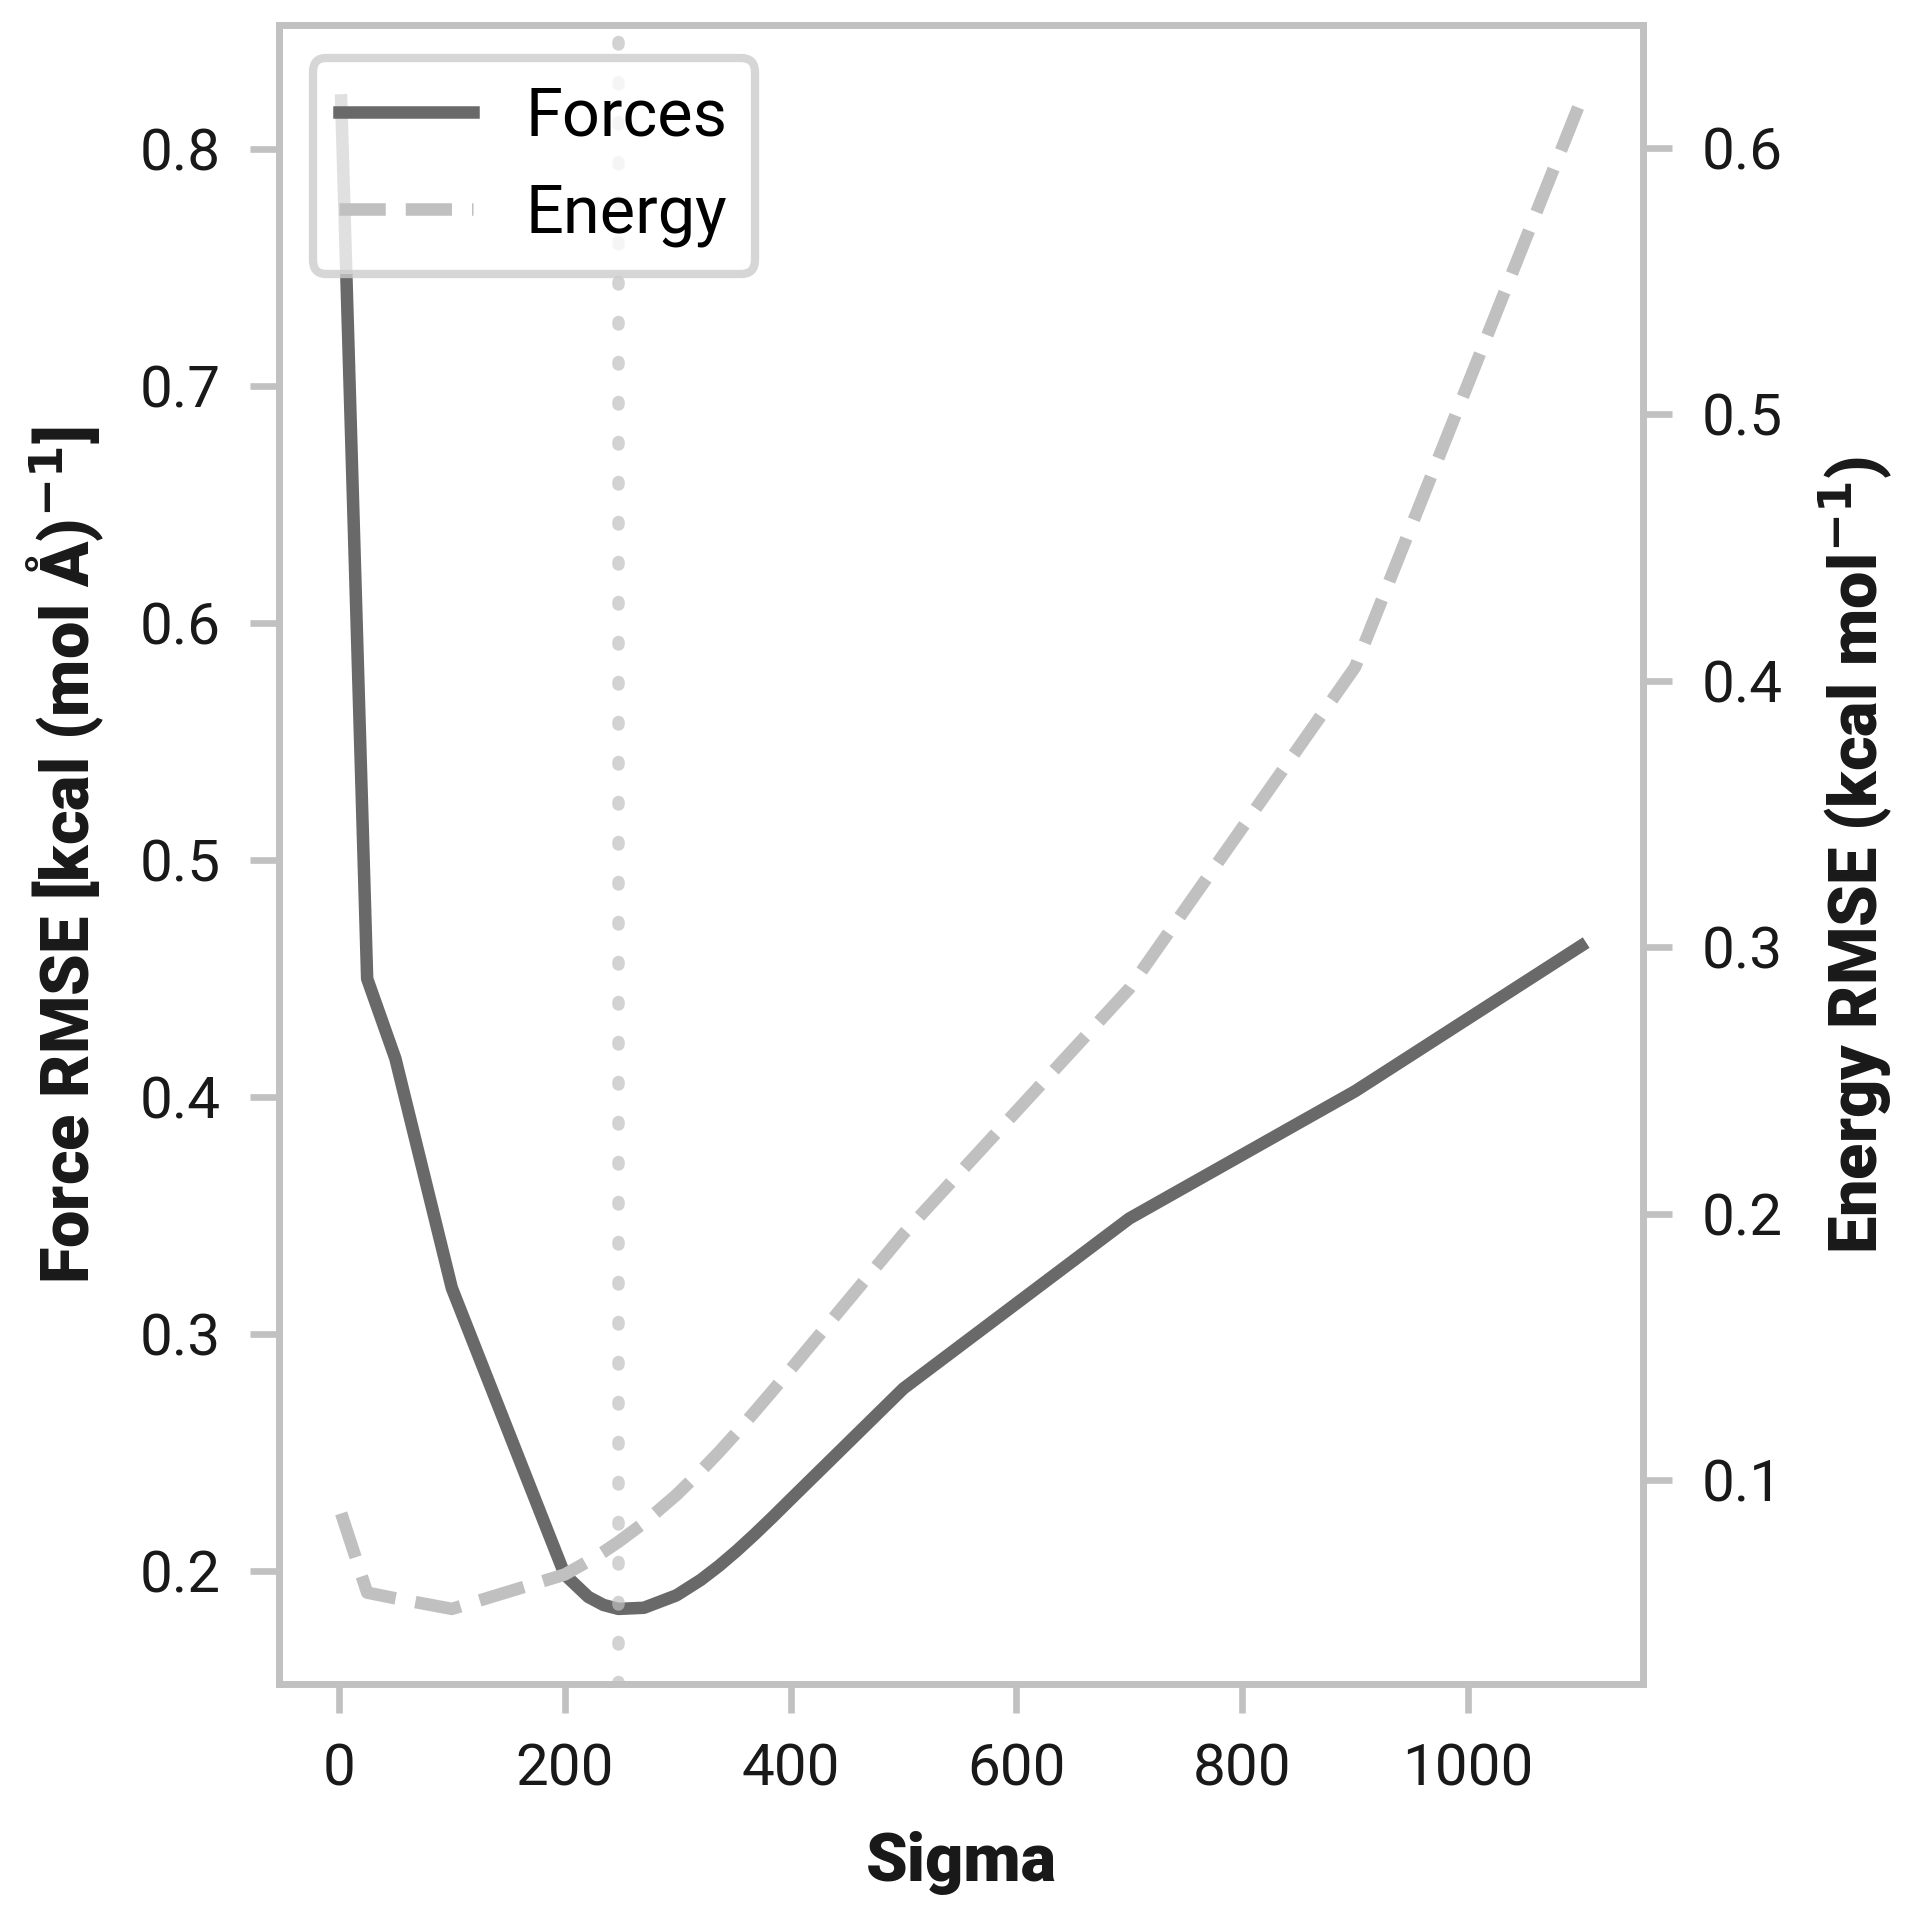 Forces
Energy
0.8
0.7
0.6
0.5
0.4
0.3
0.2
Force RMSE [kcal (mol Å)⁻¹]
0.6
0.5
0.4
0.3
0.2
0.1
Energy RMSE (kcal mol⁻¹)
0 200 400 600 800 1000
Sigma